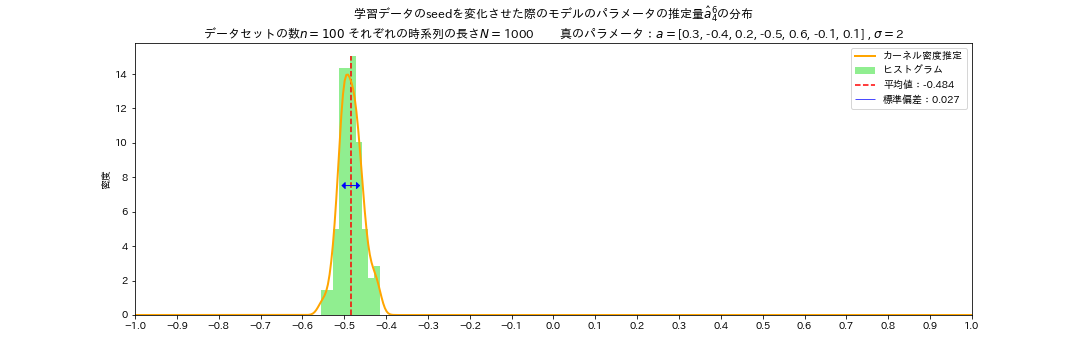 学習データのseedを変化させた際のモデルのパラメータの推定量$\hat{a}_4^6$の分布
データセットの数n = 100 それぞれの時系列の長さN = 1000 真のパラメータ：a = [0.3, -0.4, 0.2, -0.5, 0.6, -0.1, 0.1] , σ = 2
カーネル密度推定
ヒストグラム
平均値：-0.484
標準偏差：0.027
密度
14
12
10
8
6
4
2
0
−1.0 −0.9 −0.8 −0.7 −0.6 −0.5 −0.4 −0.3 −0.2 −0.1 0.0 0.1 0.2 0.3 0.4 0.5 0.6 0.7 0.8 0.9 1.0